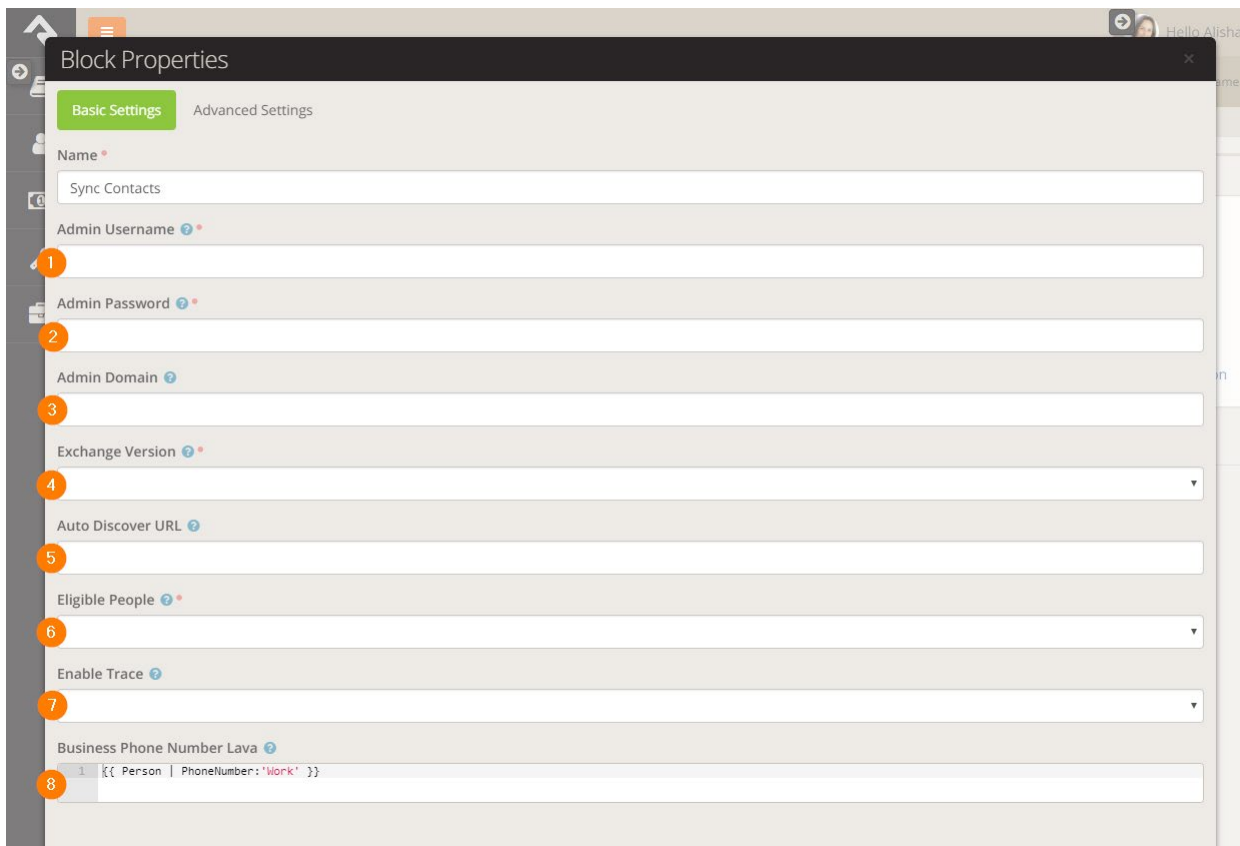 Hello Alisha
Block Properties
×
Basic Settings Advanced Settings
Name *
Sync Contacts
Admin Username ? *
1
Admin Password ? *
2
Admin Domain ?
3
Exchange Version ? *
4
Auto Discover URL ?
5
Eligible People ? *
6
Enable Trace ?
7
Business Phone Number Lava ?
1 {{ Person | PhoneNumber:'Work' }}
8